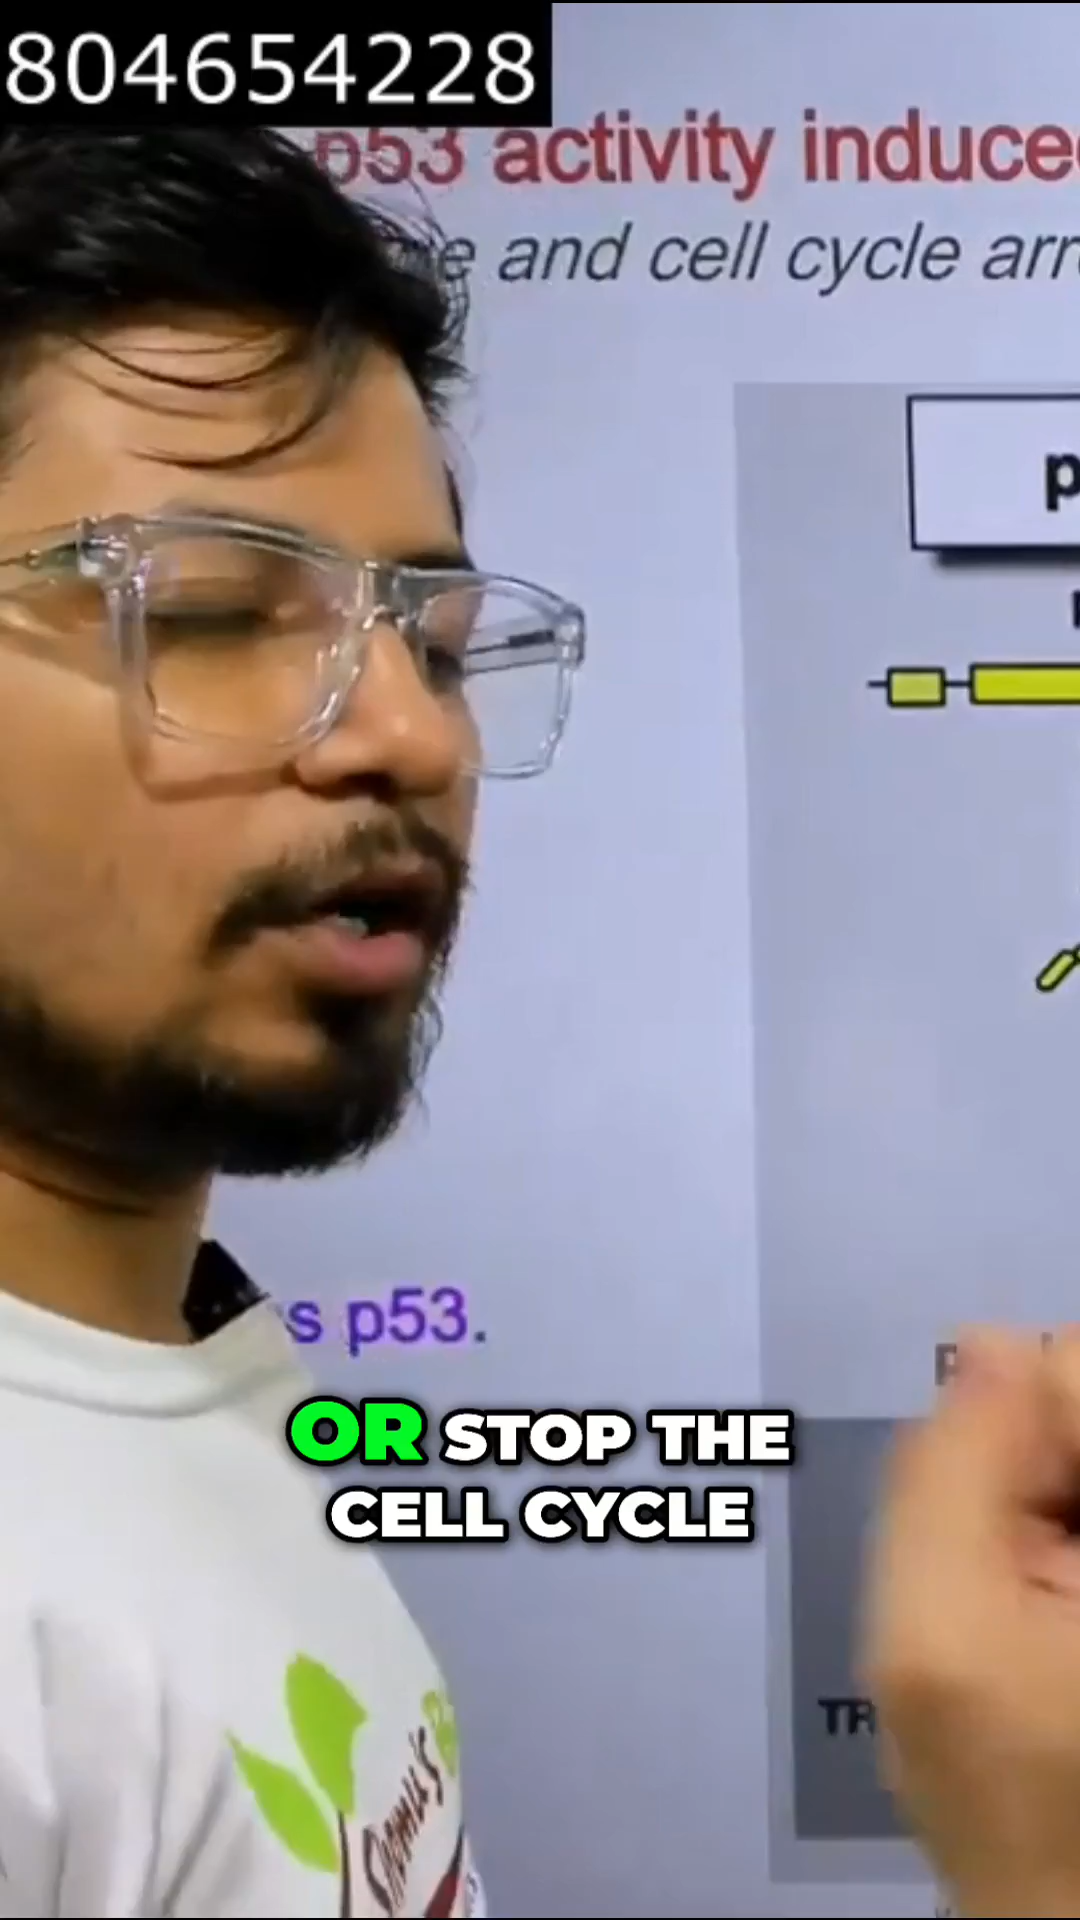 804654228
p53 activity induce
and cell cycle arr
p
s p53.
OR STOP THE
CELL CYCLE
TR